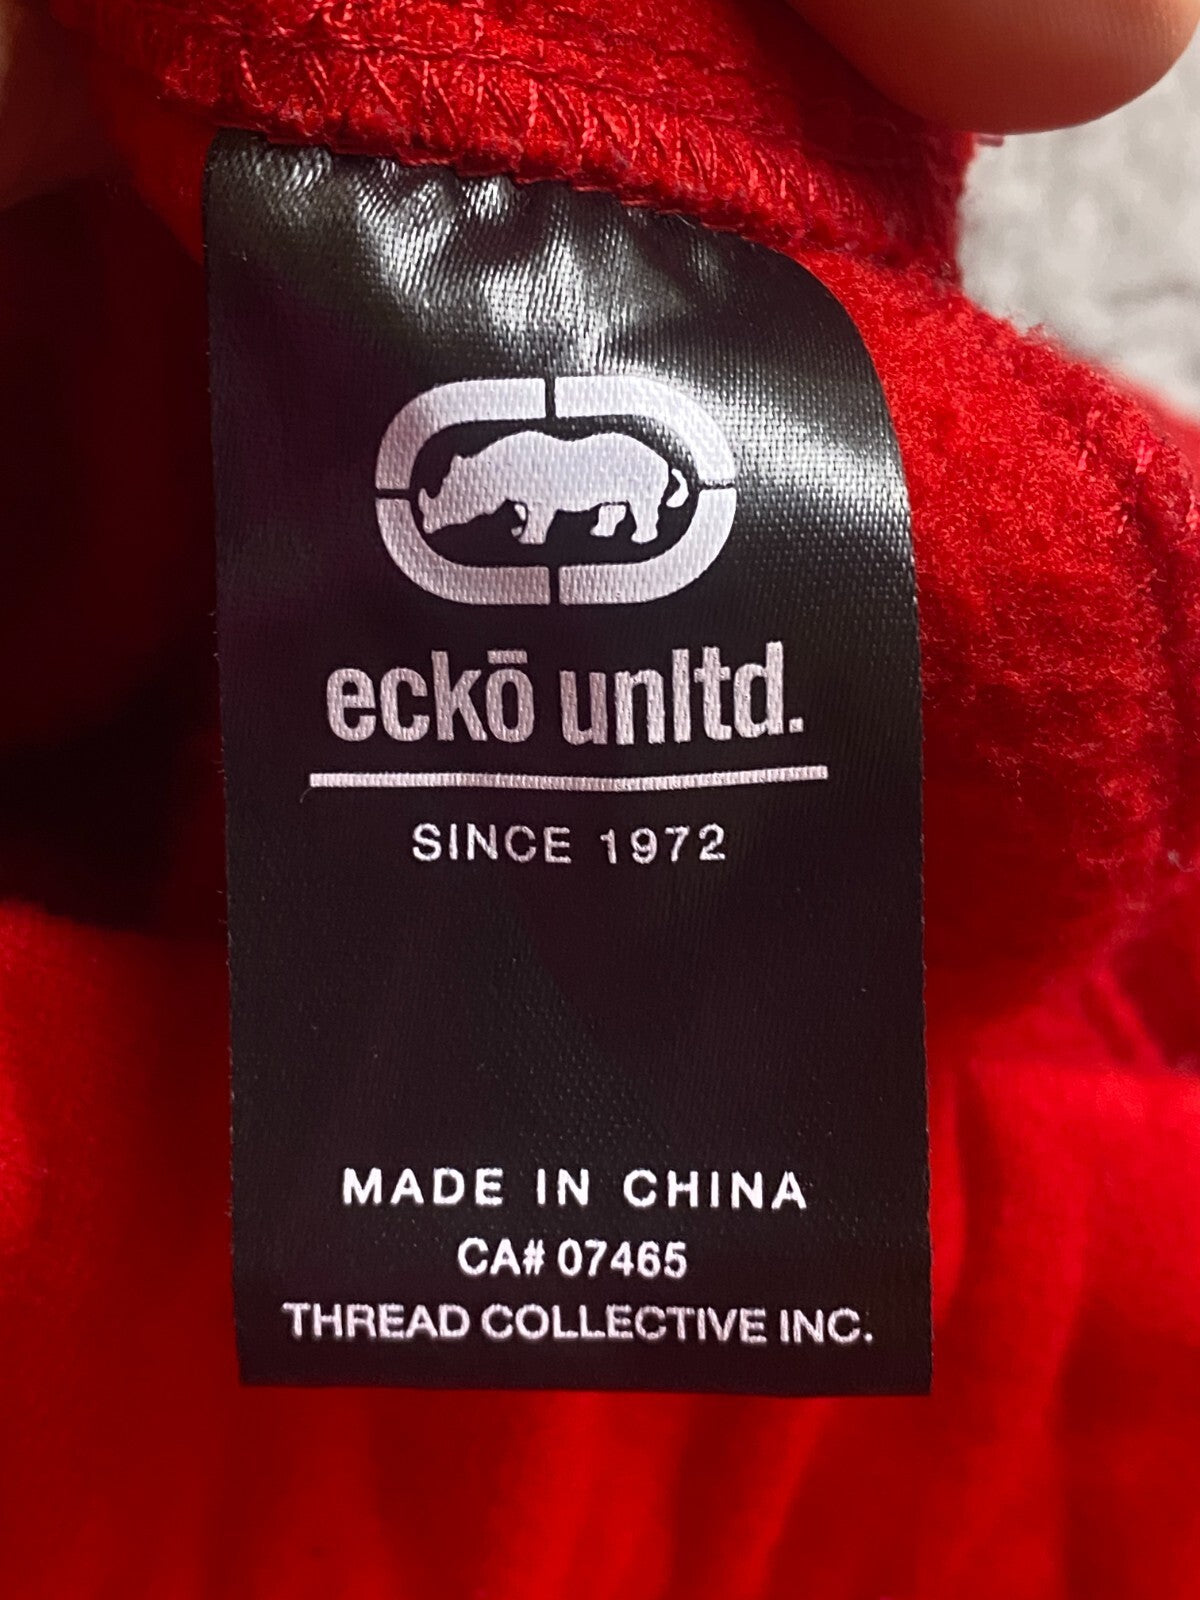 eckō unltd.
SINCE 1972
MADE IN CHINA
CA# 07465
THREAD COLLECTIVE INC.